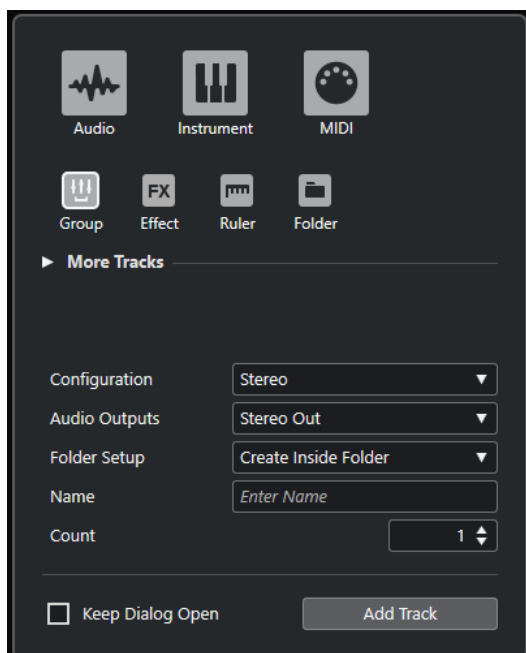 Audio Instrument MIDI
FX
Group Effect Ruler Folder
More Tracks
Configuration Stereo
Audio Outputs Stereo Out
Folder Setup Create Inside Folder
Name Enter Name
Count 1
Keep Dialog Open Add Track